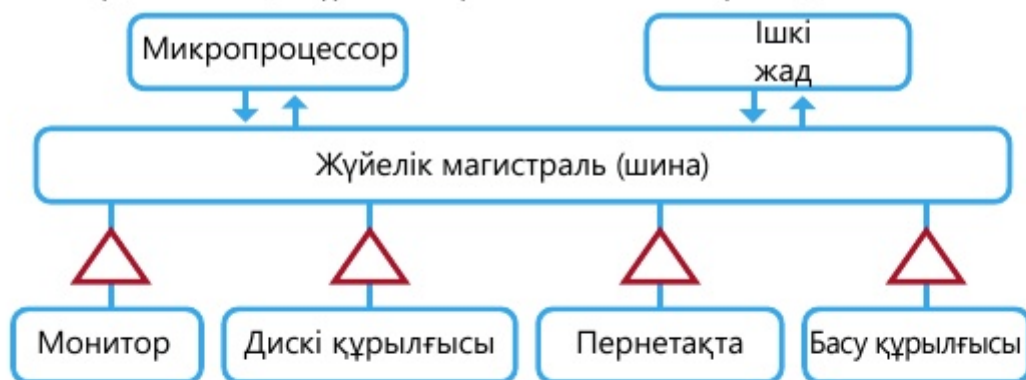 Микропроцессор
Ішкі
жад
Жүйелік магистраль (шина)
Монитор
Дискі құрылғысы
Пернетақта
Басу құрылғысы